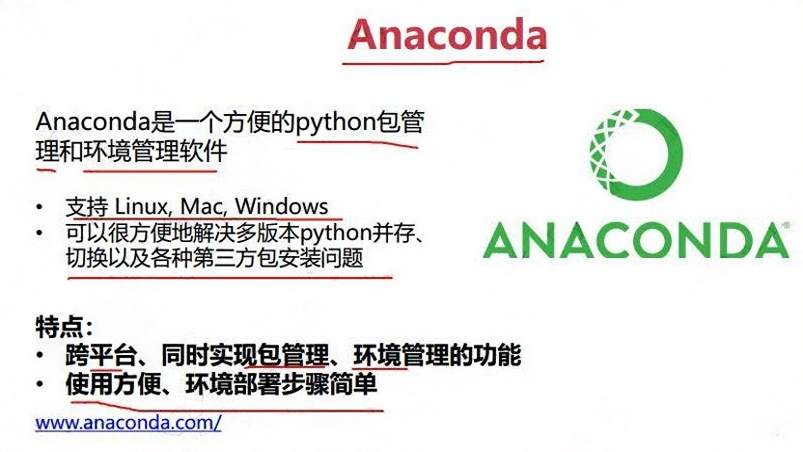 Anaconda
Anaconda是一个方便的python包管
理和环境管理软件
• 支持 Linux, Mac, Windows
• 可以很方便地解决多版本python并存、
切换以及各种第三方包安装问题
ANACONDA®
特点：
• 跨平台、同时实现包管理、环境管理的功能
• 使用方便、环境部署步骤简单
www.anaconda.com/